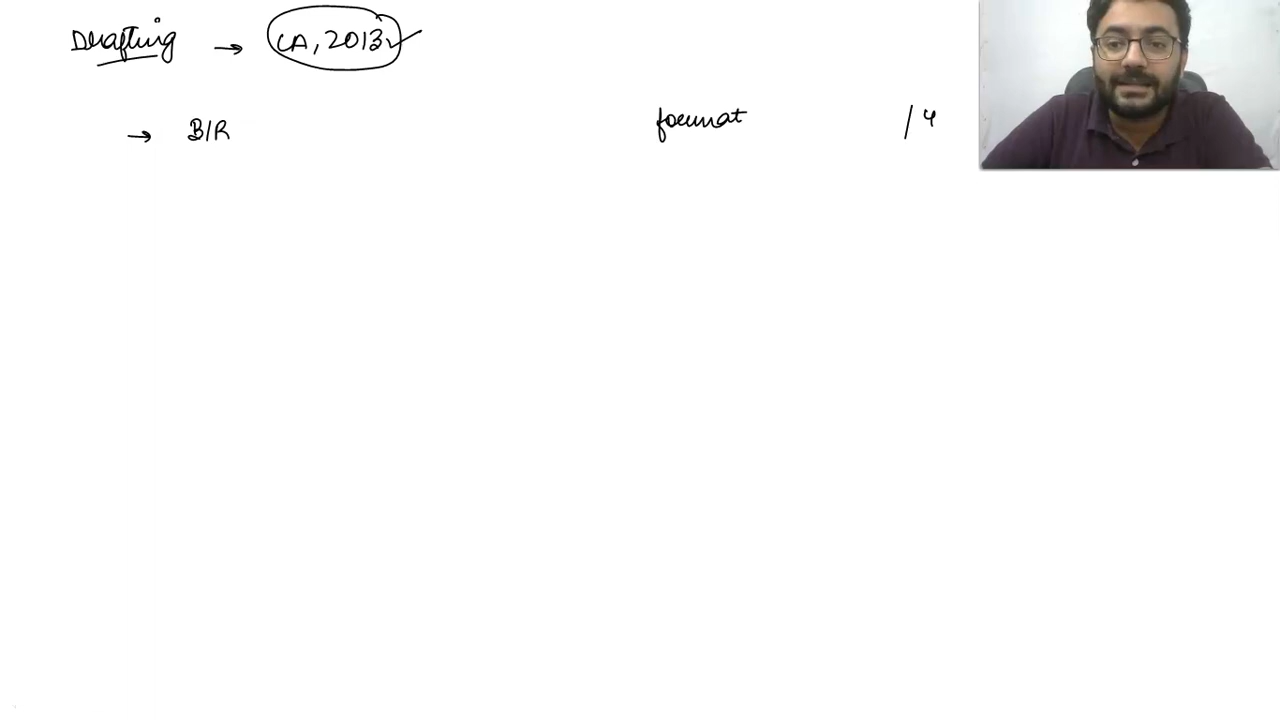 Drafting → CA, 2013
→ B/R format /4